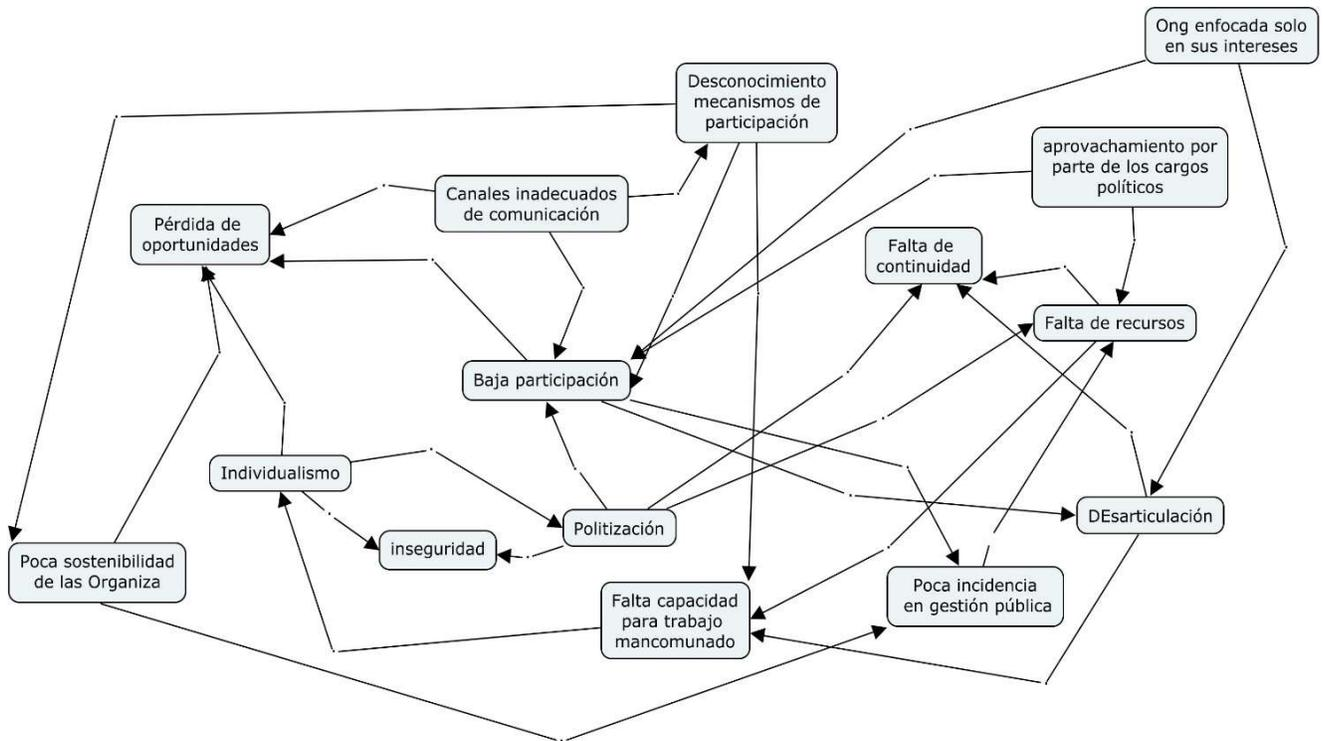 Ong enfocada solo
en sus intereses
Desconocimiento
mecanismos de
participación
aprovachamiento por
parte de los cargos
políticos
Canales inadecuados
de comunicación
Pérdida de
oportunidades
Falta de
continuidad
Falta de recursos
Baja participación
Individualismo
Politización
DEsarticulación
inseguridad
Poca sostenibilidad
de las Organiza
Poca incidencia
en gestión pública
Falta capacidad
para trabajo
mancomunado